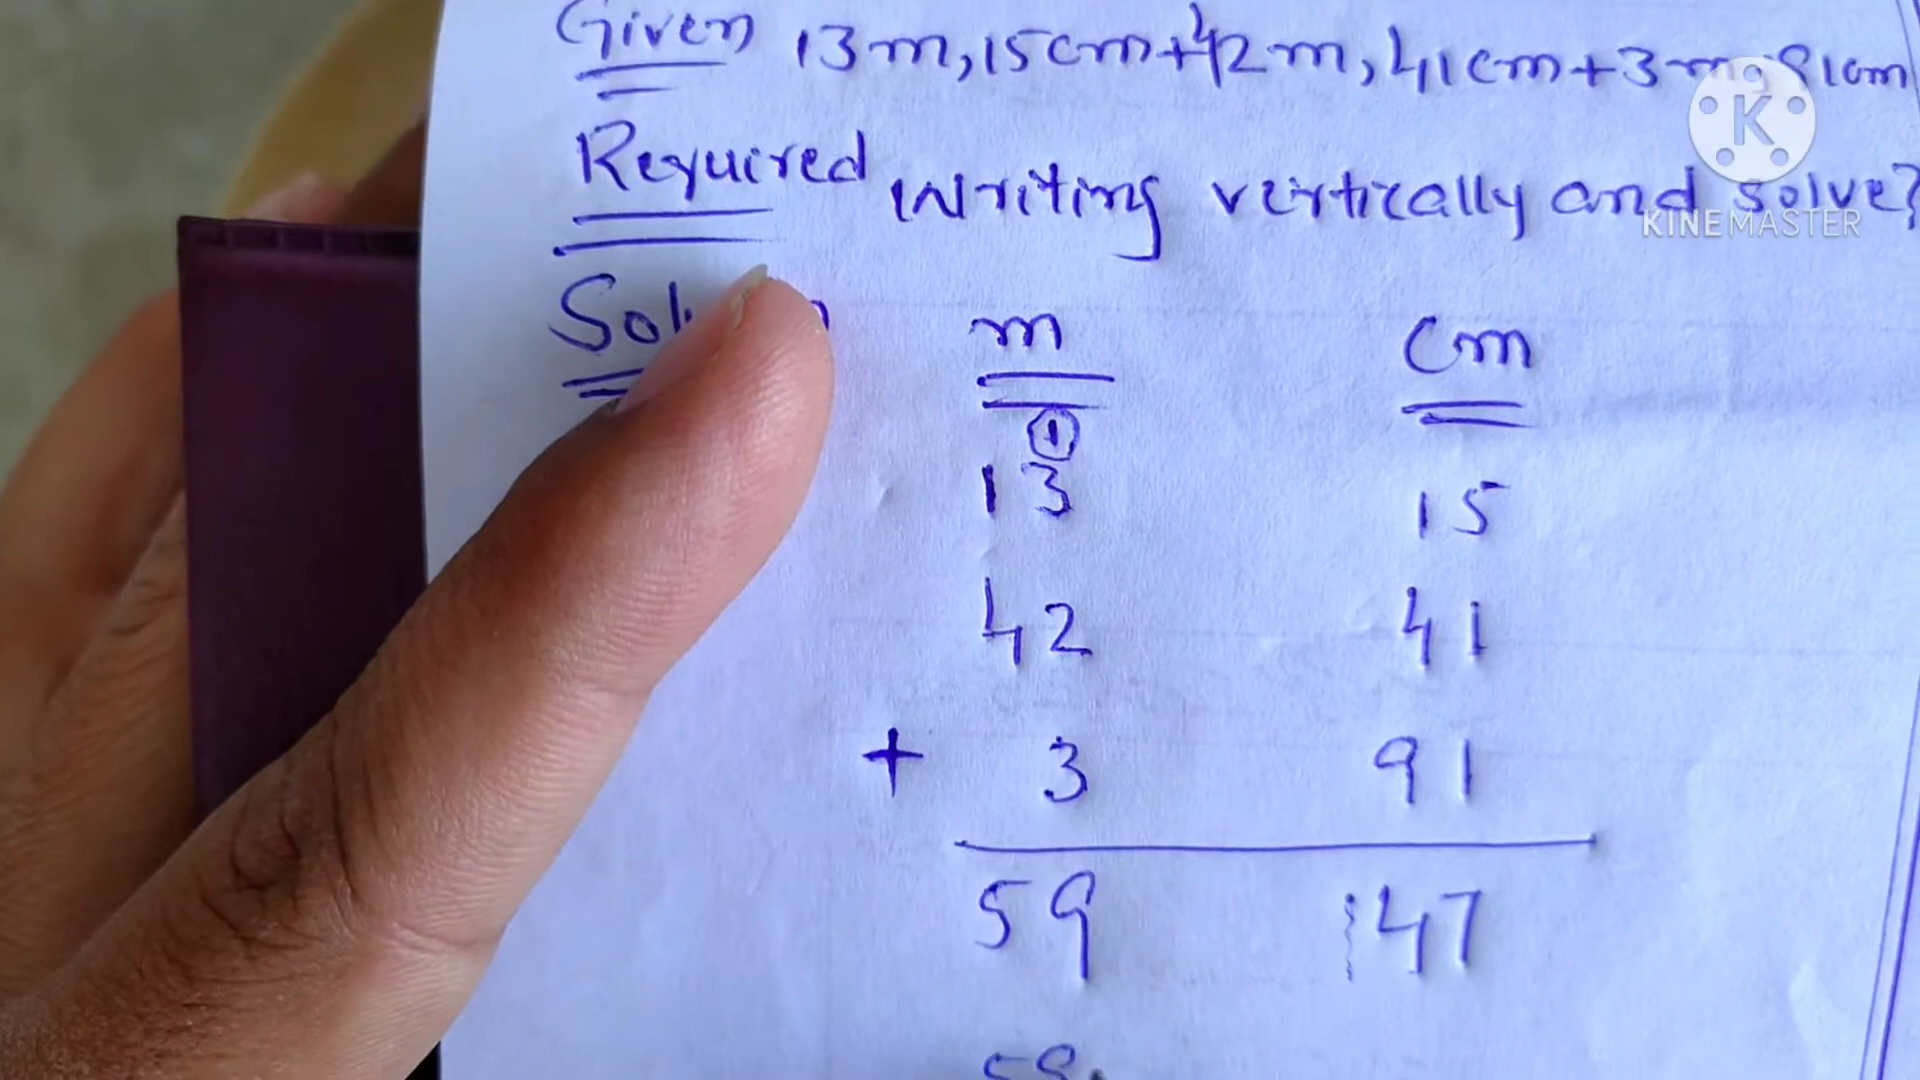 Given 13m,15cm+42m,41cm+3m,91cm
Required Writing vertically and solve?
KINEMASTER
m cm
1
13 15
42 41
+ 3 91
59 147
59